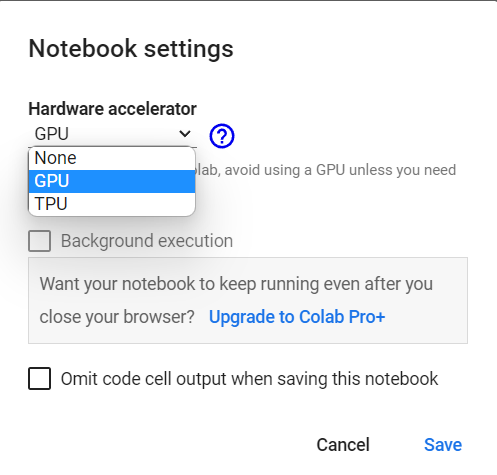 Notebook settings
Hardware accelerator
GPU
?
None
GPU
TPU
olab, avoid using a GPU unless you need
Background execution
Want your notebook to keep running even after you
close your browser? Upgrade to Colab Pro+
Omit code cell output when saving this notebook
Cancel Save